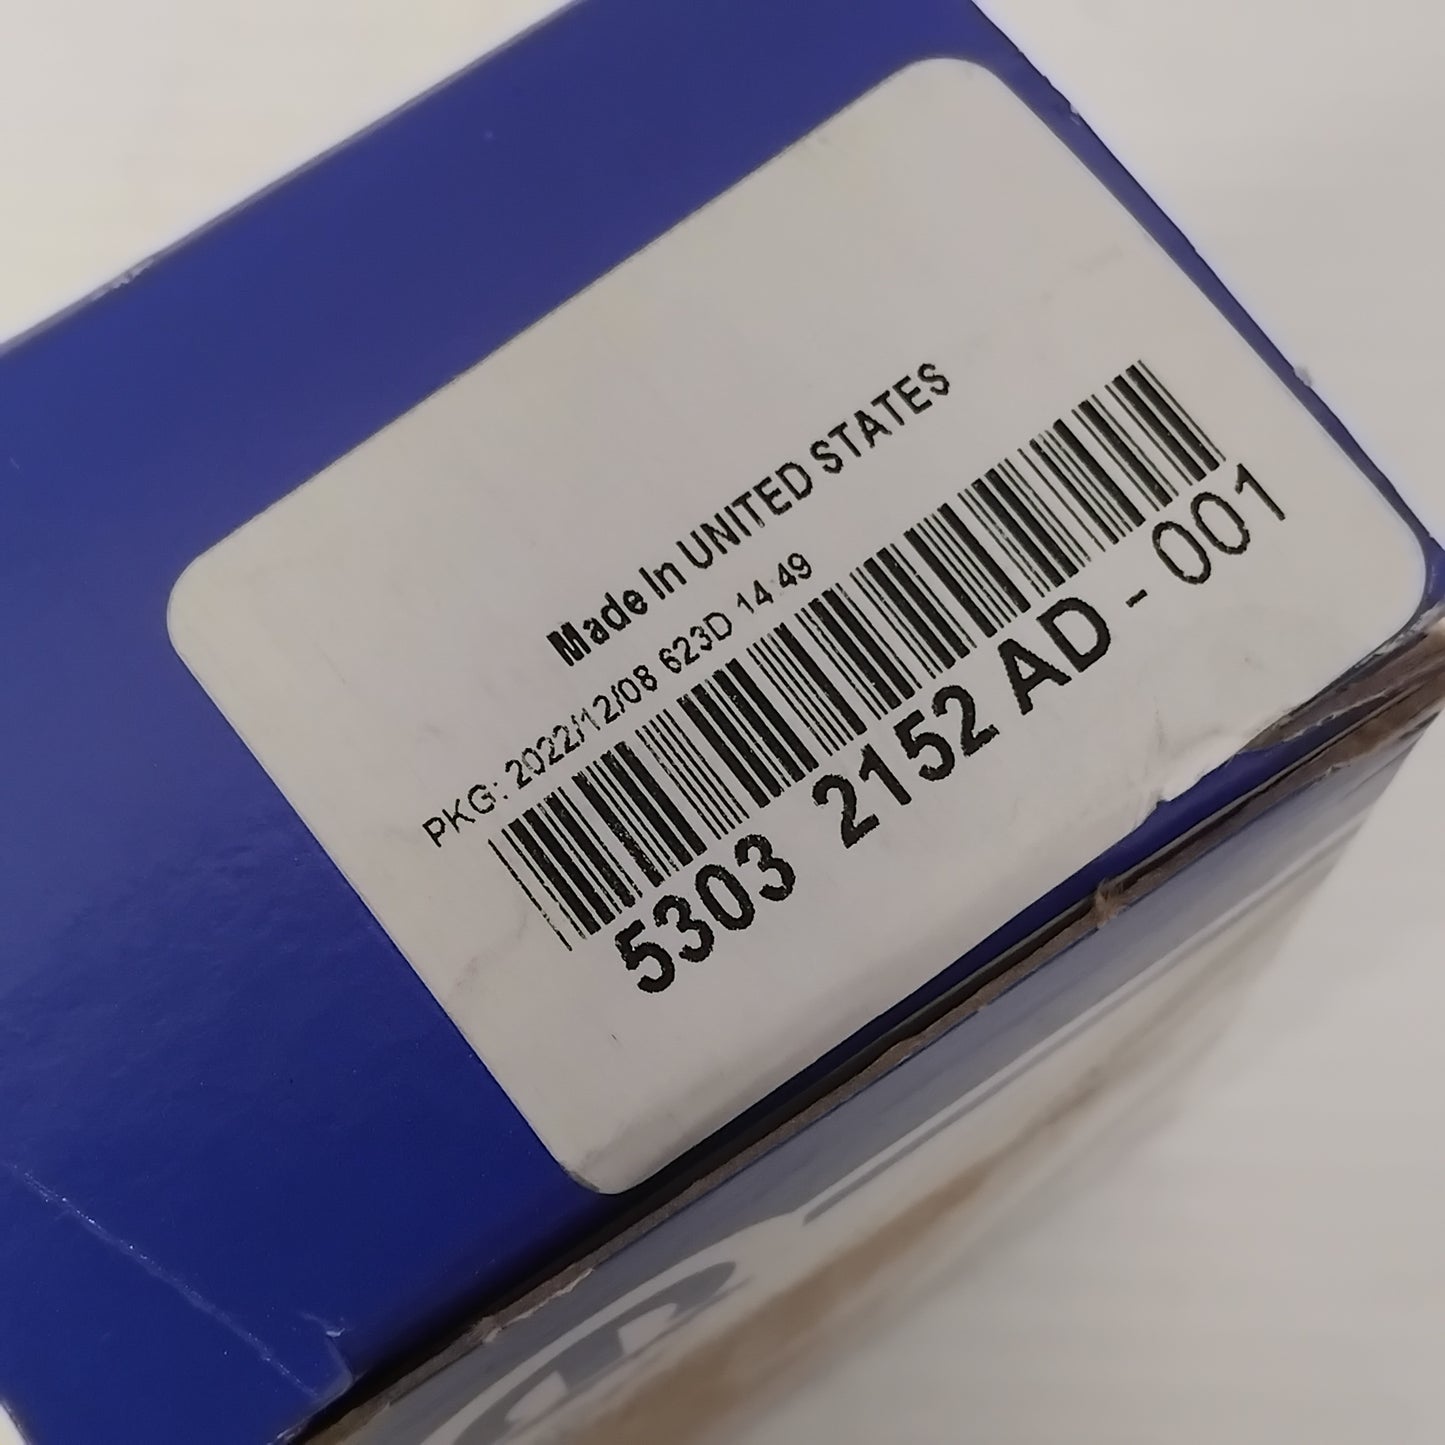 Made In UNITED STATES
PKG: 2022/12/08 623D 14:49
5303 2152 AD - 001